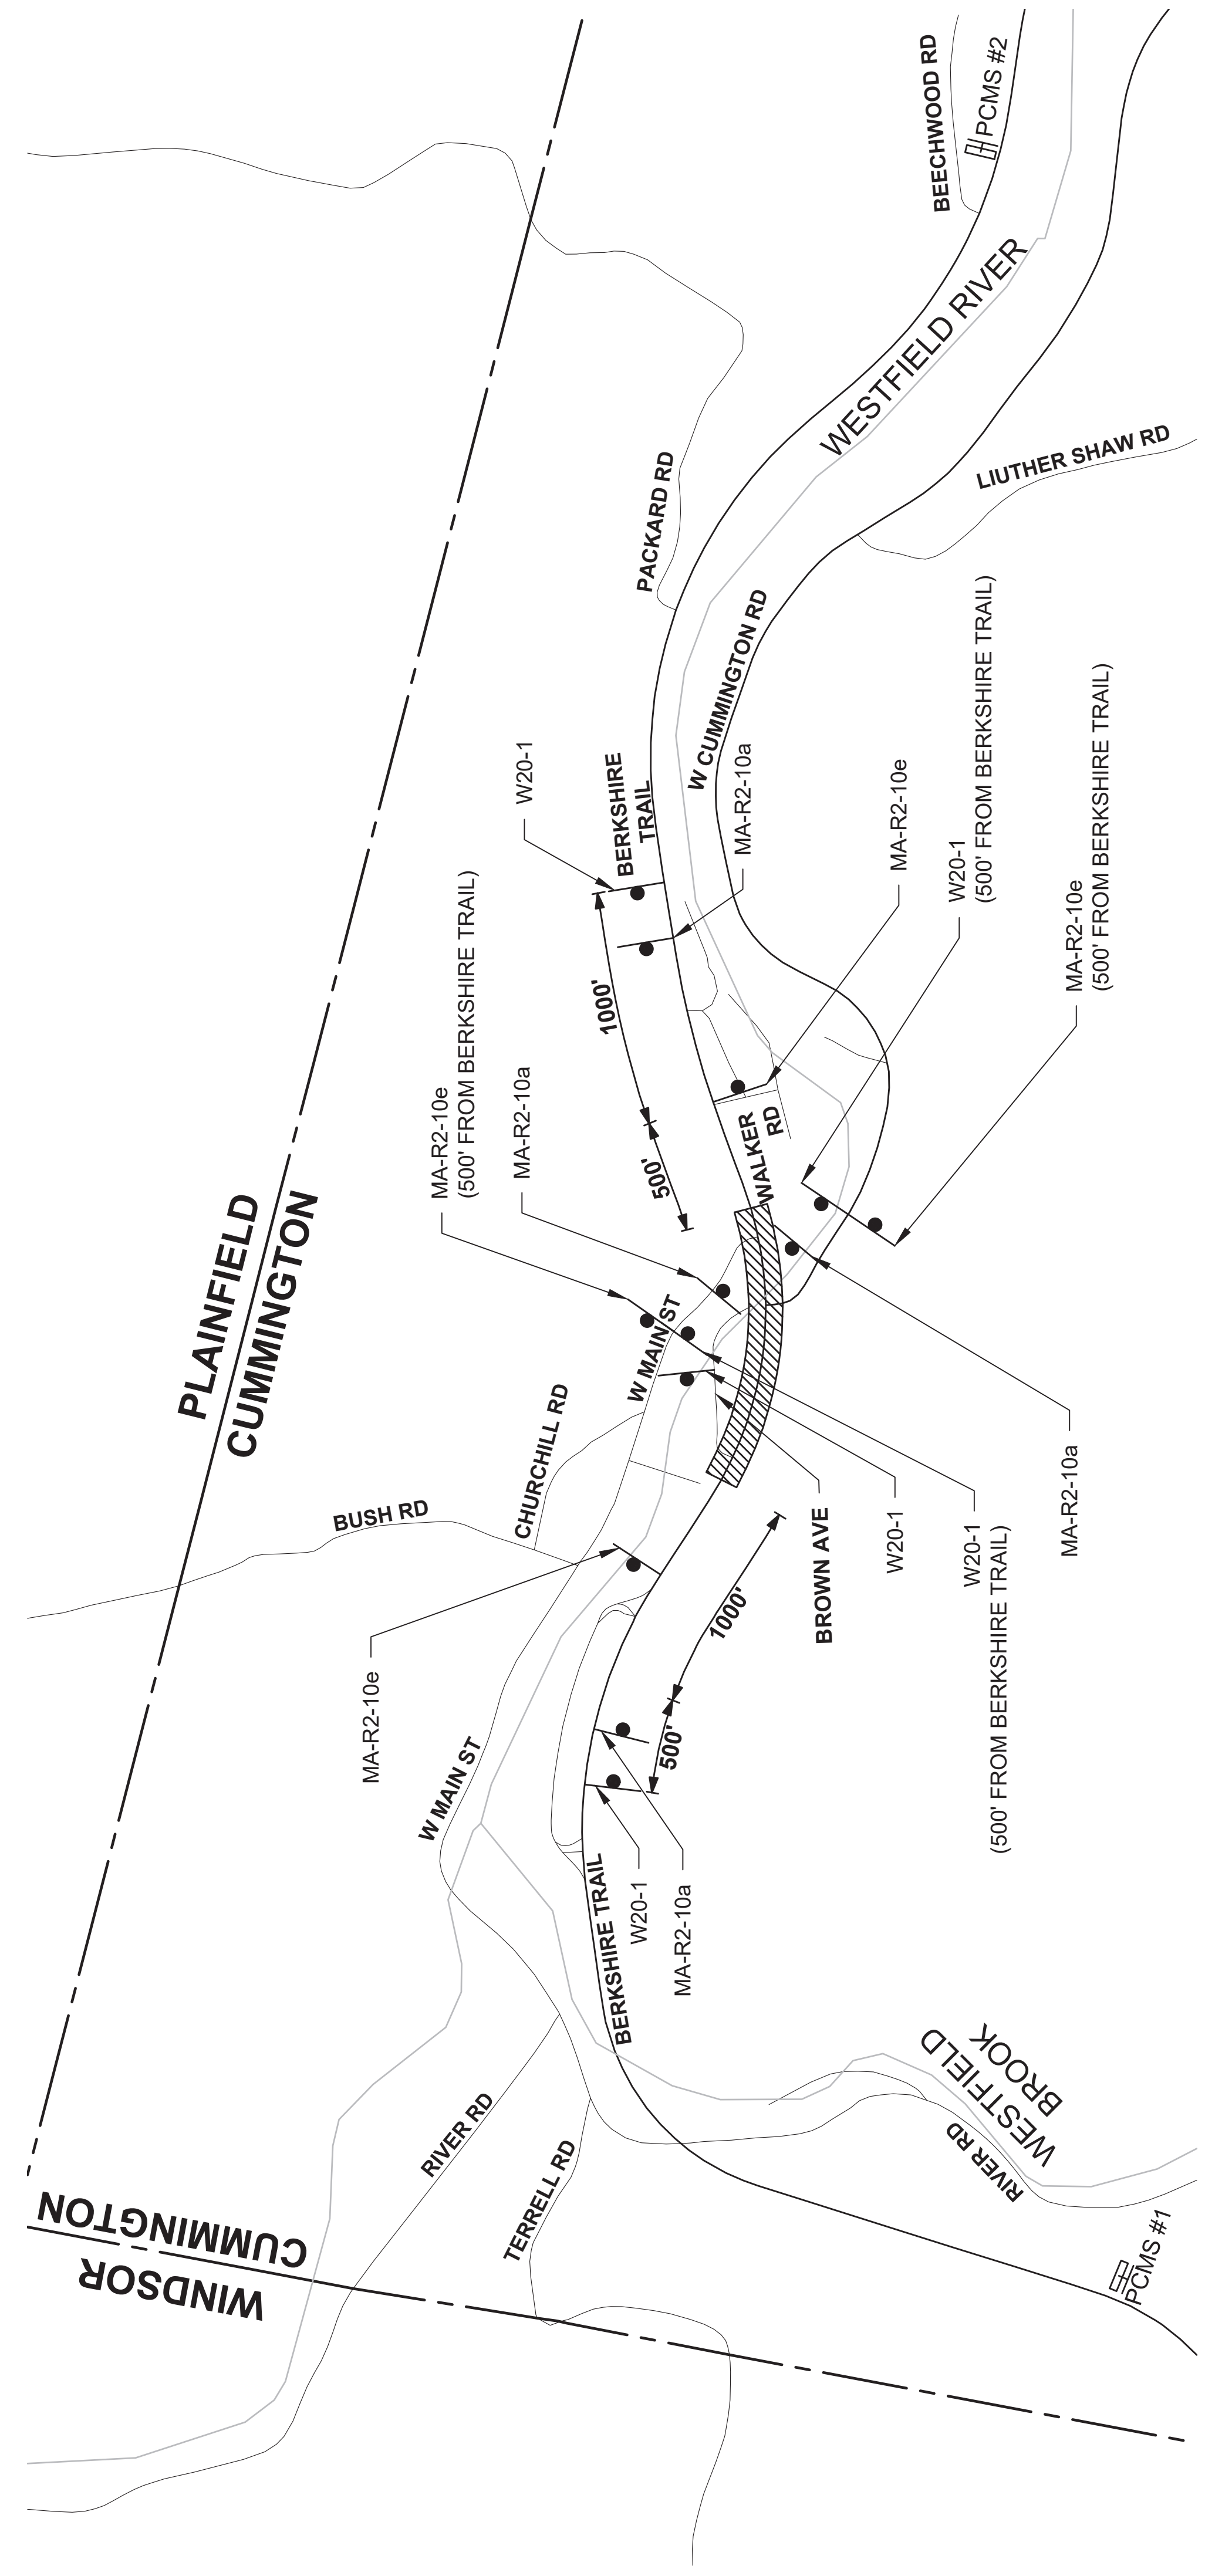 PLAINFIELD
CUMMINGTON
WINDSOR
CUMMINGTON
BEECHWOOD RD
PCMS #2
WESTFIELD RIVER
LIUTHER SHAW RD
PACKARD RD
W CUMMINGTON RD
BERKSHIRE
TRAIL
W20-1
MA-R2-10a
MA-R2-10e
W20-1
(500' FROM BERKSHIRE TRAIL)
MA-R2-10e
(500' FROM BERKSHIRE TRAIL)
1000'
500'
WALKER
RD
MA-R2-10e
(500' FROM BERKSHIRE TRAIL)
MA-R2-10a
W MAIN ST
CHURCHILL RD
BUSH RD
MA-R2-10a
W20-1
(500' FROM BERKSHIRE TRAIL)
W20-1
BROWN AVE
1000'
500'
MA-R2-10e
W MAIN ST
W20-1
MA-R2-10a
BERKSHIRE TRAIL
RIVER RD
TERRELL RD
WESTFIELD
BROOK
RIVER RD
PCMS #1